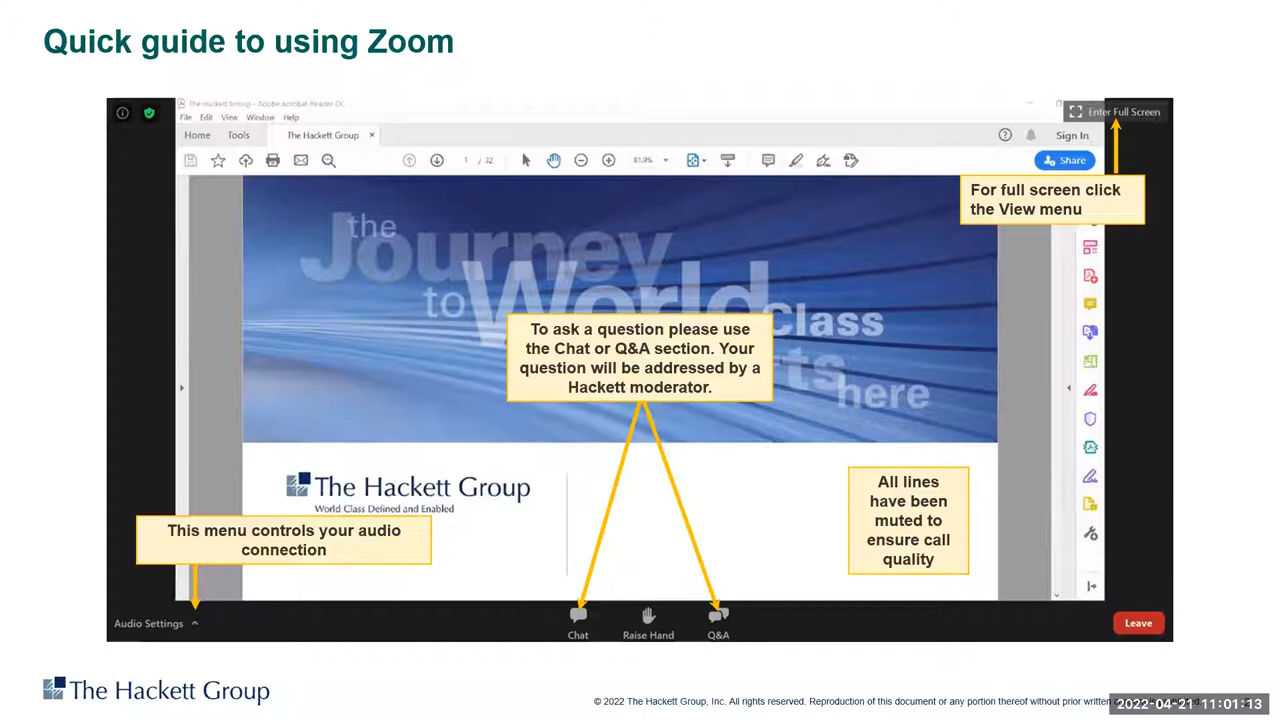 Quick guide to using Zoom
The Hackett Group - Adobe Acrobat Reader DC
Enter Full Screen
File Edit View Window Help
Home Tools The Hackett Group × Sign In
1 / 32 81.9% Share
For full screen click
the View menu
the
Journey
to World
Class
To ask a question please use
the Chat or Q&A section. Your
question will be addressed by a
Hackett moderator.
here
The Hackett Group
World Class Defined and Enabled
All lines
have been
muted to
ensure call
quality
This menu controls your audio
connection
Audio Settings
Chat Raise Hand Q&A
Leave
The Hackett Group
© 2022 The Hackett Group, Inc. All rights reserved. Reproduction of this document or any portion thereof without prior written
2022-04-21 11:01:13